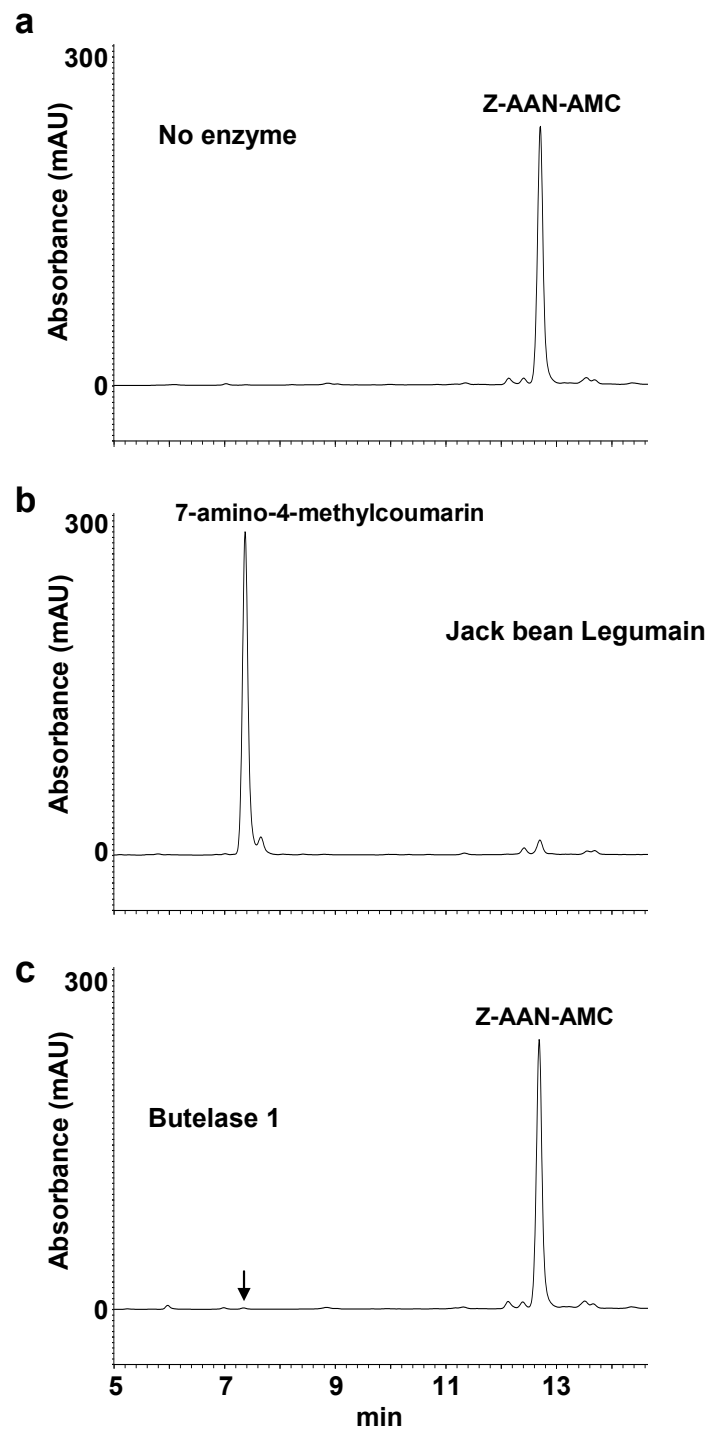 a
300
Z-AAN-AMC
No enzyme
Absorbance (mAU)
0
b
300
7-amino-4-methylcoumarin
Jack bean Legumain
Absorbance (mAU)
0
c
300
Z-AAN-AMC
Butelase 1
Absorbance (mAU)
0
5 7 9 11 13
min